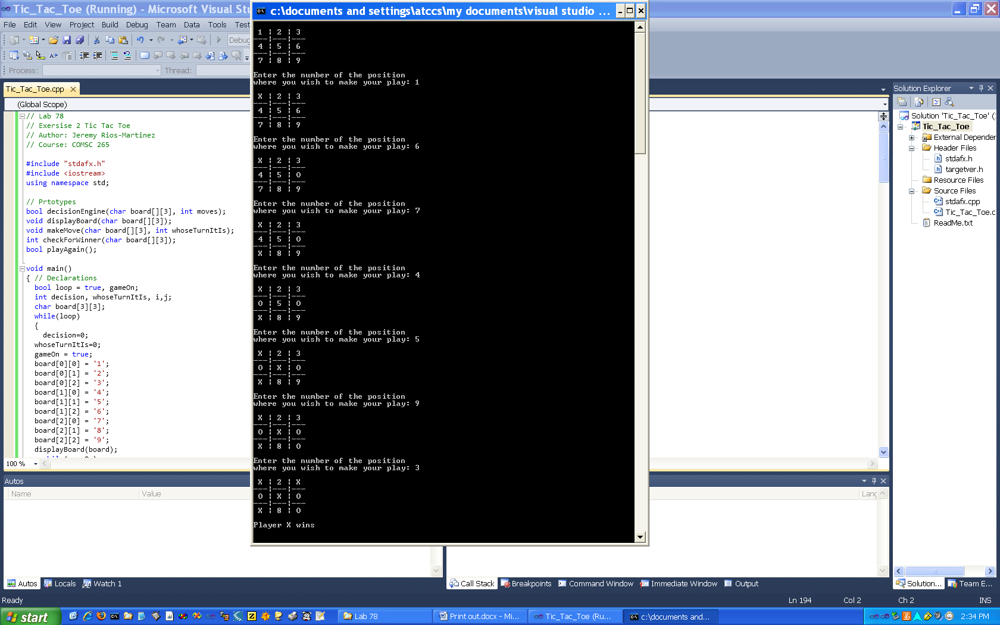 Tic_Tac_Toe (Running) - Microsoft Visual Stu
File Edit View Project Build Debug Team Data Tools Test
Debug
Process: Thread:
Tic_Tac_Toe.cpp
(Global Scope)
// Lab 78
// Exersise 2 Tic Tac Toe
// Author: Jeremy Rios-Martinez
// Course: COMSC 265
#include "stdafx.h"
#include <iostream>
using namespace std;
// Prtotypes
bool decisionEngine(char board[][3], int moves);
void displayBoard(char board[][3]);
void makeMove(char board[][3], int whoseTurnItIs);
int checkForWinner(char board[][3]);
bool playAgain();
void main()
{ // Declarations
bool loop = true, gameOn;
int decision, whoseTurnItIs, i,j;
char board[3][3];
while(loop)
{
decision=0;
whoseTurnItIs=0;
gameOn = true;
board[0][0] = '1';
board[0][1] = '2';
board[0][2] = '3';
board[1][0] = '4';
board[1][1] = '5';
board[1][2] = '6';
board[2][0] = '7';
board[2][1] = '8';
board[2][2] = '9';
displayBoard(board);
100 %
c:\documents and settings\atccs\my documents\visual studio ...
1 ¦ 2 ¦ 3
---¦---¦---
4 ¦ 5 ¦ 6
---¦---¦---
7 ¦ 8 ¦ 9
Enter the number of the position
where you wish to make your play: 1
X ¦ 2 ¦ 3
---¦---¦---
4 ¦ 5 ¦ 6
---¦---¦---
7 ¦ 8 ¦ 9
Enter the number of the position
where you wish to make your play: 6
X ¦ 2 ¦ 3
---¦---¦---
4 ¦ 5 ¦ O
---¦---¦---
7 ¦ 8 ¦ 9
Enter the number of the position
where you wish to make your play: 7
X ¦ 2 ¦ 3
---¦---¦---
4 ¦ 5 ¦ O
---¦---¦---
X ¦ 8 ¦ 9
Enter the number of the position
where you wish to make your play: 4
X ¦ 2 ¦ 3
---¦---¦---
O ¦ 5 ¦ O
---¦---¦---
X ¦ 8 ¦ 9
Enter the number of the position
where you wish to make your play: 5
X ¦ 2 ¦ 3
---¦---¦---
O ¦ X ¦ O
---¦---¦---
X ¦ 8 ¦ 9
Enter the number of the position
where you wish to make your play: 9
X ¦ 2 ¦ 3
---¦---¦---
O ¦ X ¦ O
---¦---¦---
X ¦ 8 ¦ O
Enter the number of the position
where you wish to make your play: 3
X ¦ 2 ¦ X
---¦---¦---
O ¦ X ¦ O
---¦---¦---
X ¦ 8 ¦ O
Player X wins
Solution Explorer
Solution 'Tic_Tac_Toe' (
Tic_Tac_Toe
External Depender
Header Files
stdafx.h
targetver.h
Resource Files
Source Files
stdafx.cpp
Tic_Tac_Toe.c
ReadMe.txt
Autos
Name Value Lang
Autos Locals Watch 1
Call Stack Breakpoints Command Window Immediate Window Output
Solution... Team E...
Ready Ln 194 Col 2 Ch 2 INS
start Lab 78 Print out.docx - Mi... Tic_Tac_Toe (Ru... c:\documents and... 2:34 PM